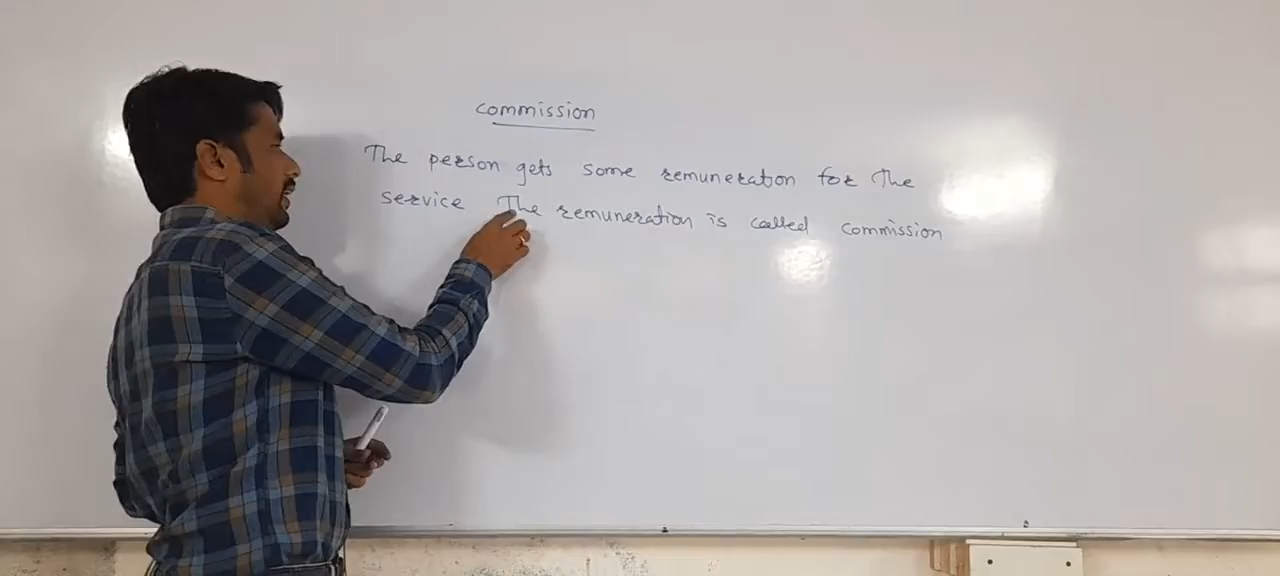 commission
The person gets some remuneration for The
service The remuneration is called commission